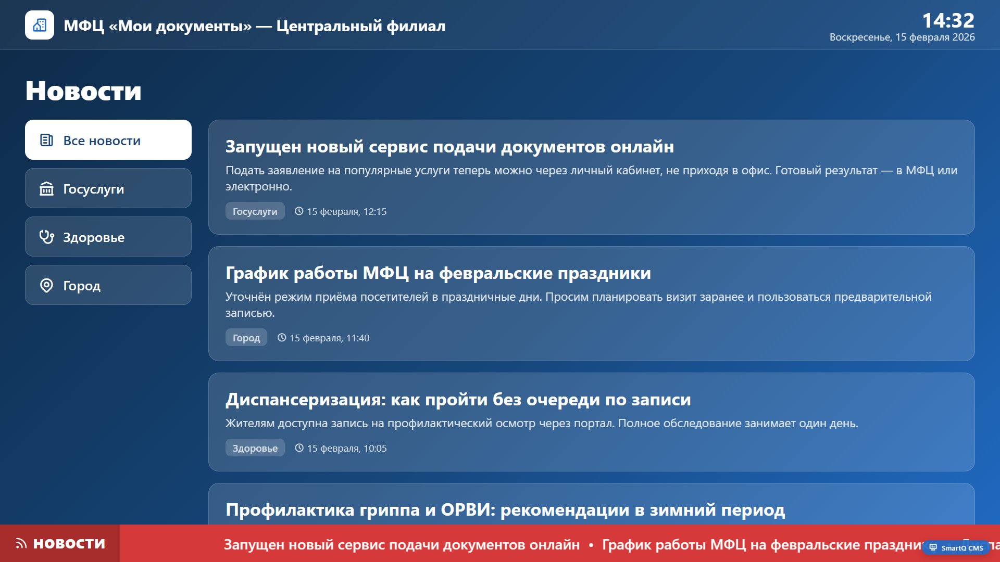 МФЦ «Мои документы» — Центральный филиал
14:32
Воскресенье, 15 февраля 2026
Новости
Все новости
Госуслуги
Здоровье
Город
Запущен новый сервис подачи документов онлайн
Подать заявление на популярные услуги теперь можно через личный кабинет, не приходя в офис. Готовый результат — в МФЦ или
электронно.
Госуслуги 15 февраля, 12:15
График работы МФЦ на февральские праздники
Уточнён режим приёма посетителей в праздничные дни. Просим планировать визит заранее и пользоваться предварительной
записью.
Город 15 февраля, 11:40
Диспансеризация: как пройти без очереди по записи
Жителям доступна запись на профилактический осмотр через портал. Полное обследование занимает один день.
Здоровье 15 февраля, 10:05
Профилактика гриппа и ОРВИ: рекомендации в зимний период
НОВОСТИ
Запущен новый сервис подачи документов онлайн • График работы МФЦ на февральские
SmartQ CMS